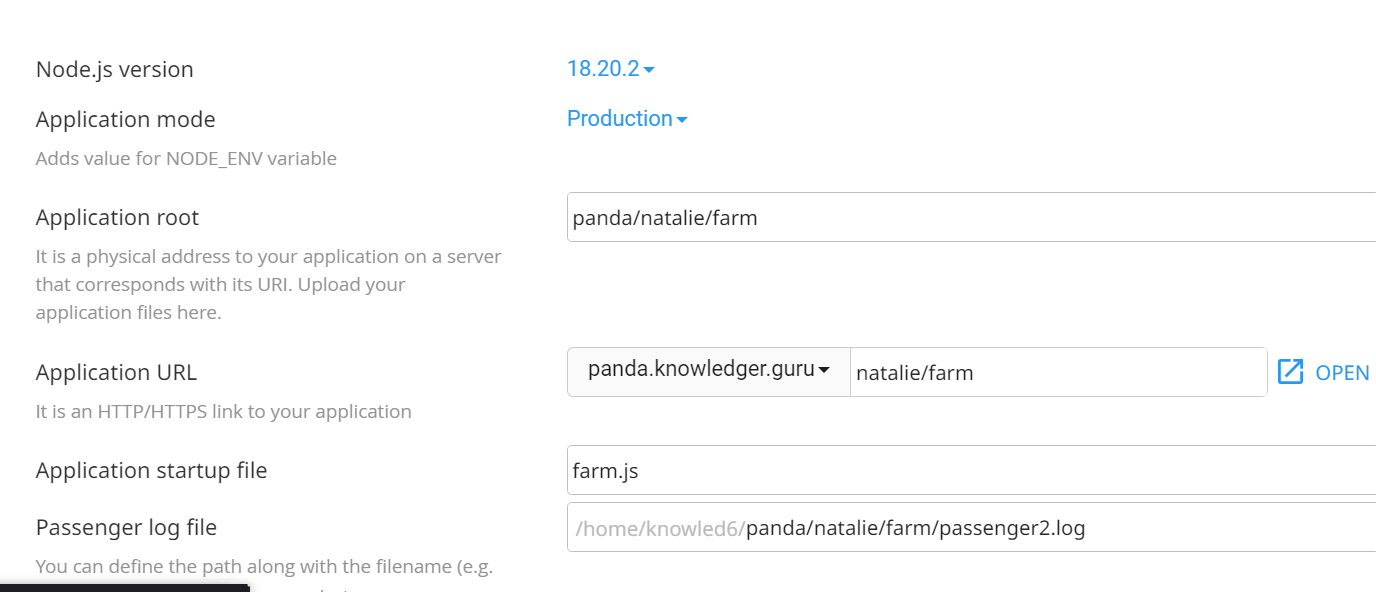 Node.js version
18.20.2
Application mode
Production
Adds value for NODE_ENV variable
Application root
panda/natalie/farm
It is a physical address to your application on a server
that corresponds with its URI. Upload your
application files here.
Application URL
panda.knowledger.guru
natalie/farm
OPEN
It is an HTTP/HTTPS link to your application
Application startup file
farm.js
Passenger log file
/home/knowled6/panda/natalie/farm/passenger2.log
You can define the path along with the filename (e.g.